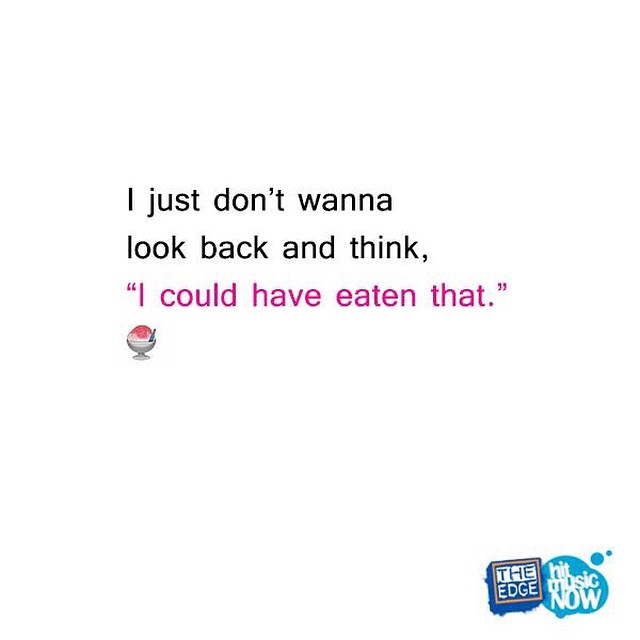 I just don’t wanna
look back and think,
“I could have eaten that.”
THE
EDGE
hit
music
NOW